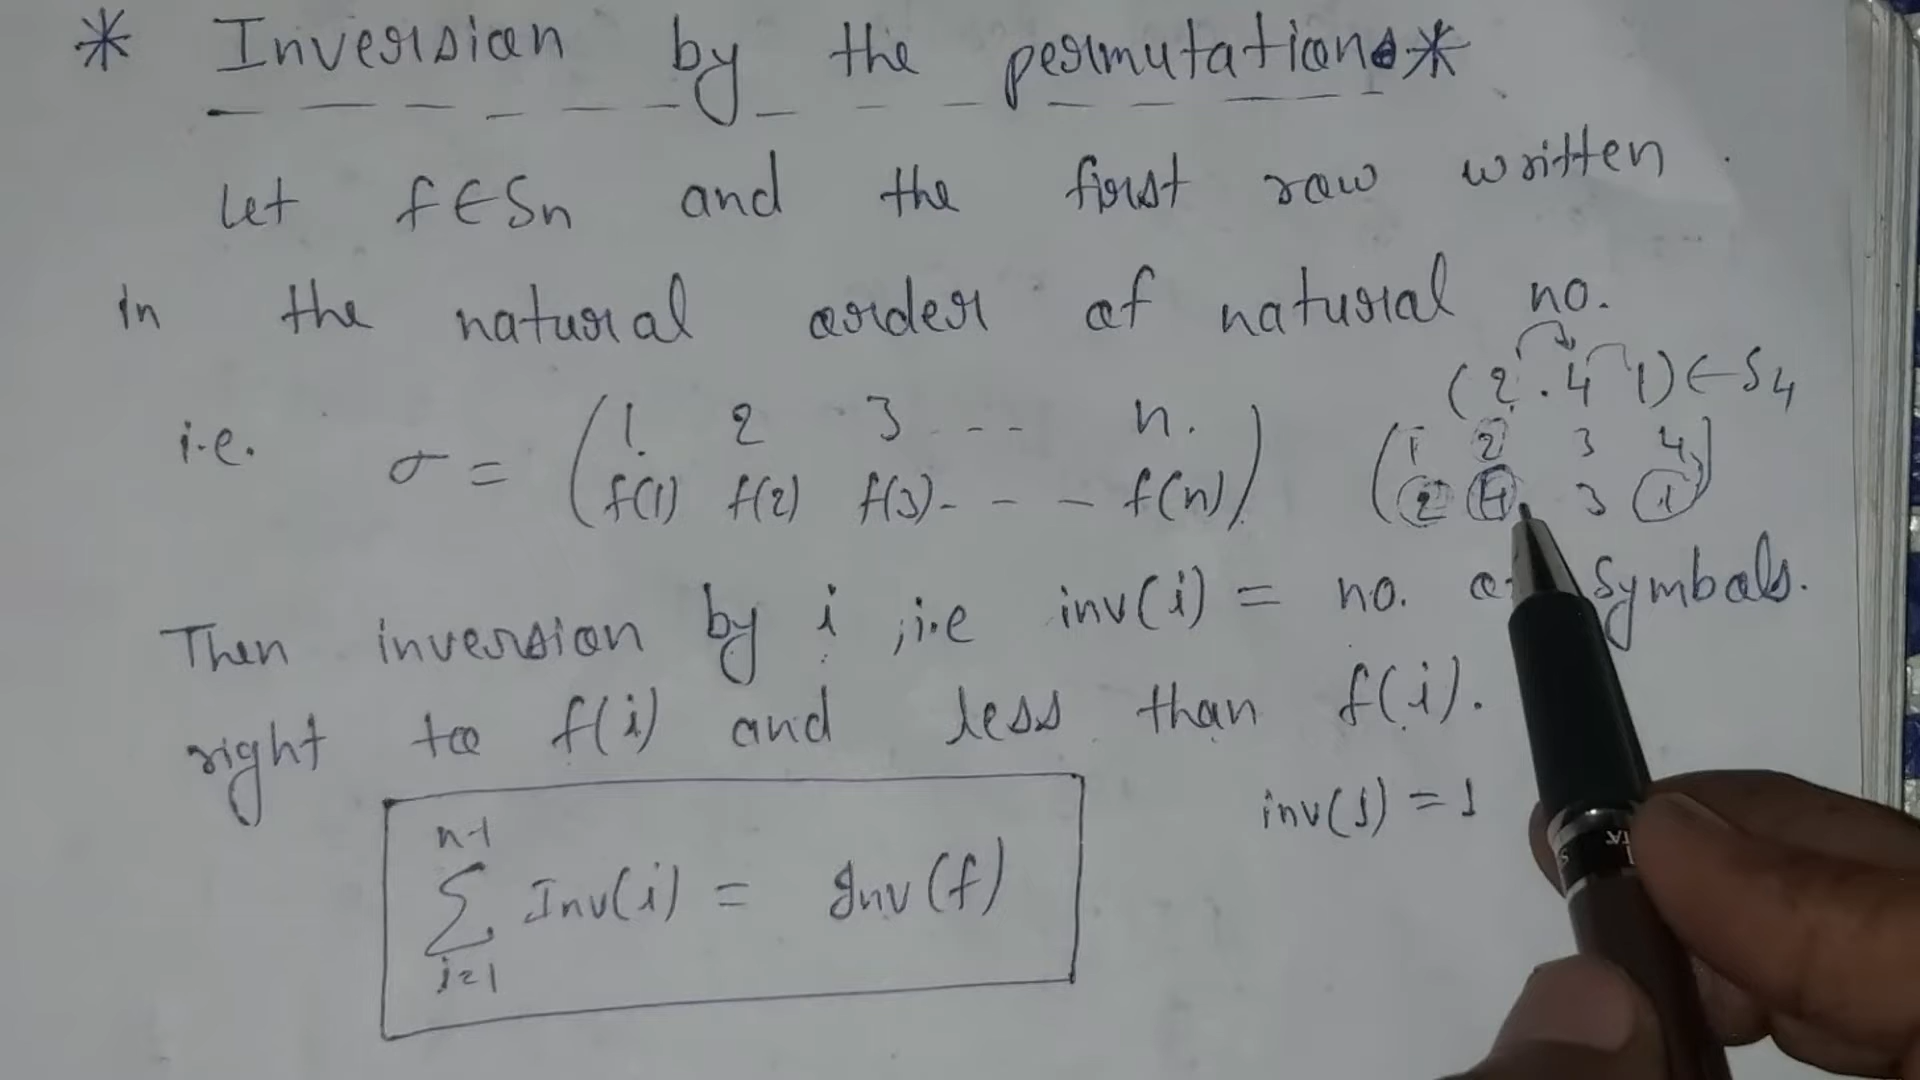 * Inversion by the permutations *
Let f∈Sn and the first raw written
in the natural order of natural no.
(2 4 1)∈S4
i.e. σ = (1 2 3 -- n.
f(1) f(2) f(3)- - - f(n))
(1 2 3 4
2 4 3 1)
Then inversion by i, i.e inv(i) = no. symbols.
right to f(i) and less than f(i).
inv(1) = 1
n-1
Σ Inv(i) = Inv(f)
i=1